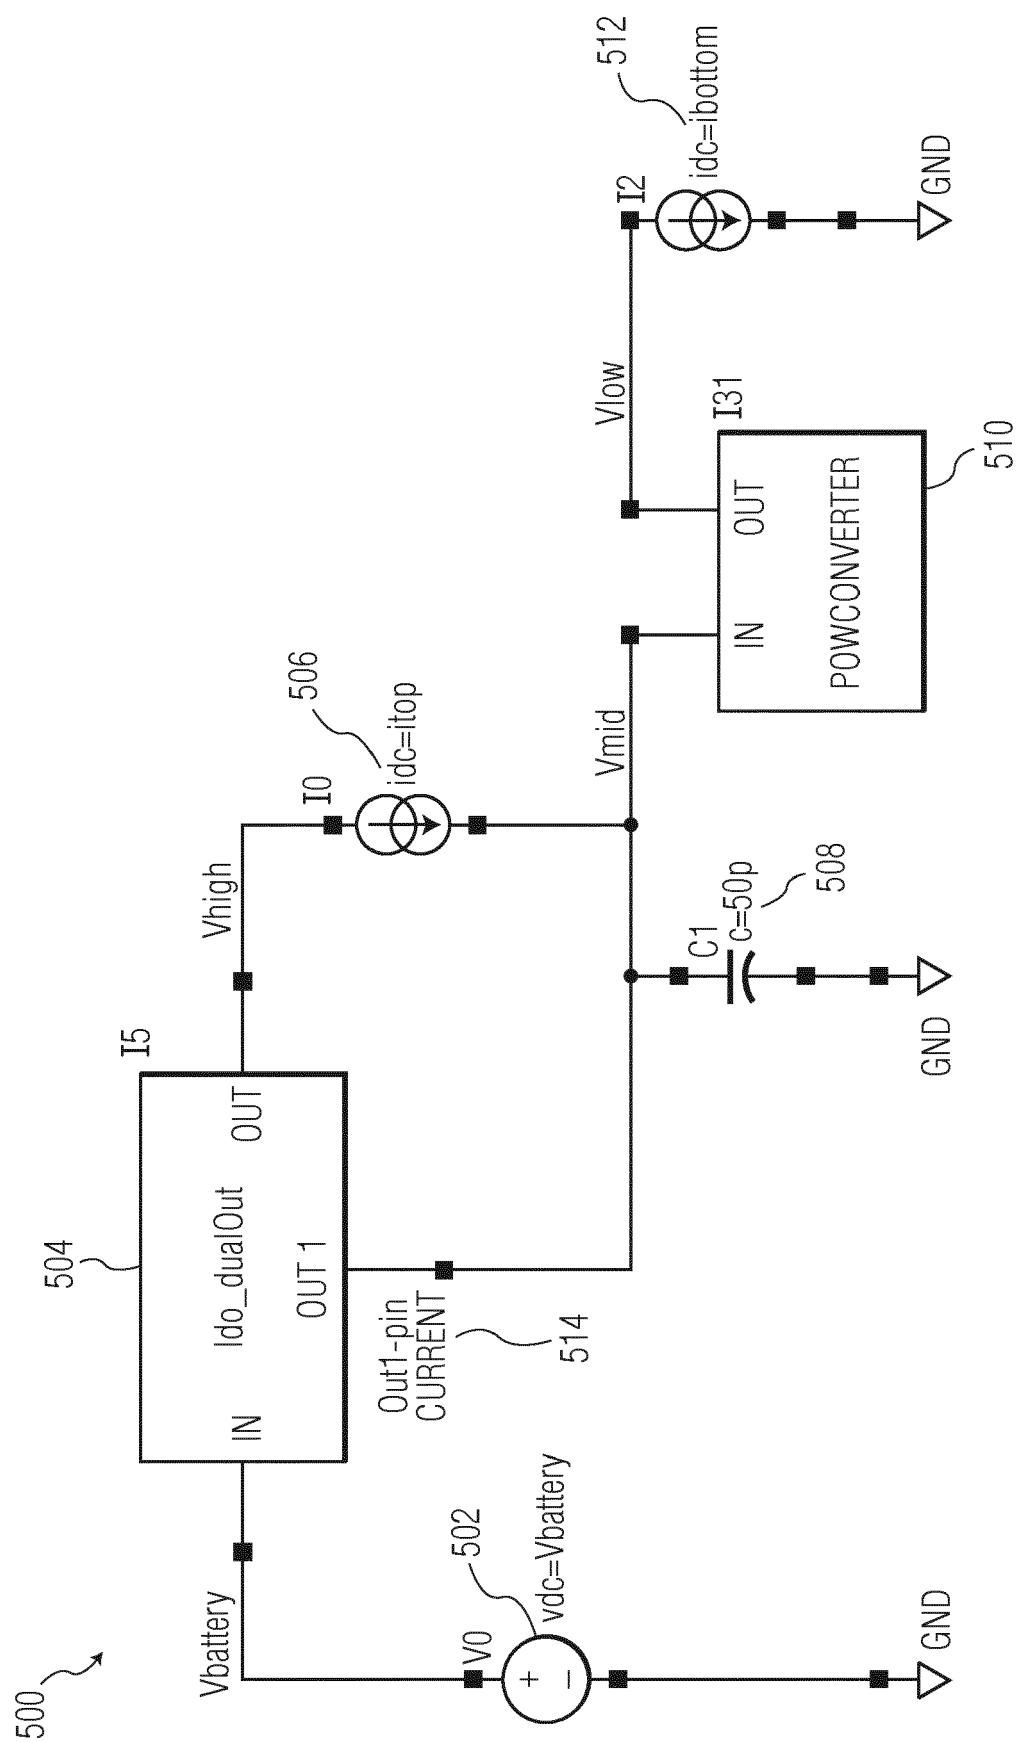 500
Vbattery
V0
502
vdc=Vbattery
GND
504
I5
IN
ldo_dualOut
OUT
OUT 1
Out1-pin
CURRENT
514
Vhigh
I0
506
idc=itop
C1
c=50p
508
GND
Vmid
I31
IN
OUT
POWCONVERTER
510
Vlow
I2
512
idc=ibottom
GND